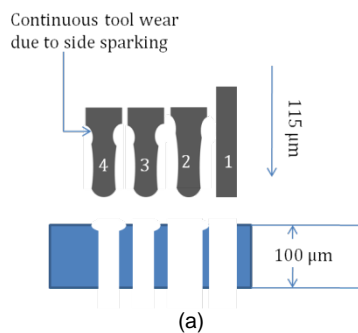 Continuous tool wear
due to side sparking
4 3 2 1
115 μm
100 μm
(a)